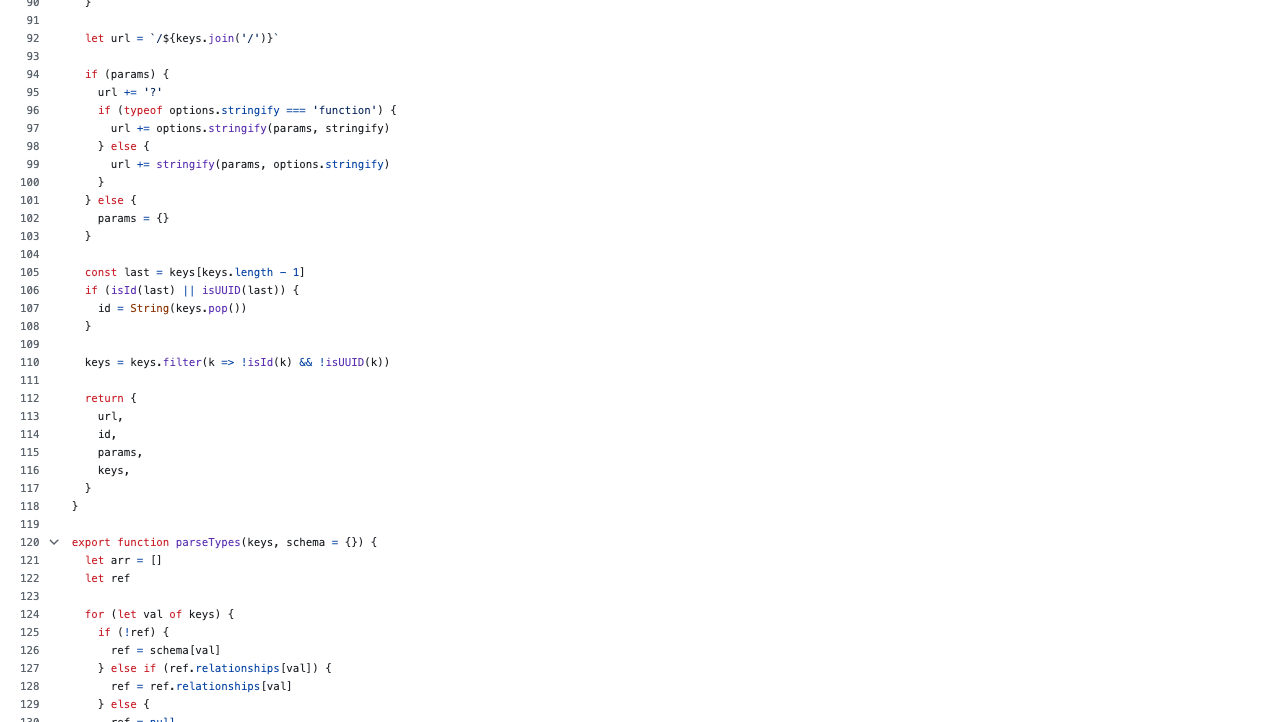 90   }
91
92   let url = `/${keys.join('/')}`
93
94   if (params) {
95     url += '?'
96     if (typeof options.stringify === 'function') {
97       url += options.stringify(params, stringify)
98     } else {
99       url += stringify(params, options.stringify)
100     }
101   } else {
102     params = {}
103   }
104
105   const last = keys[keys.length - 1]
106   if (isId(last) || isUUID(last)) {
107     id = String(keys.pop())
108   }
109
110   keys = keys.filter(k => !isId(k) && !isUUID(k))
111
112   return {
113     url,
114     id,
115     params,
116     keys,
117   }
118 }
119
120 export function parseTypes(keys, schema = {}) {
121   let arr = []
122   let ref
123
124   for (let val of keys) {
125     if (!ref) {
126       ref = schema[val]
127     } else if (ref.relationships[val]) {
128       ref = ref.relationships[val]
129     } else {
130       ref = null